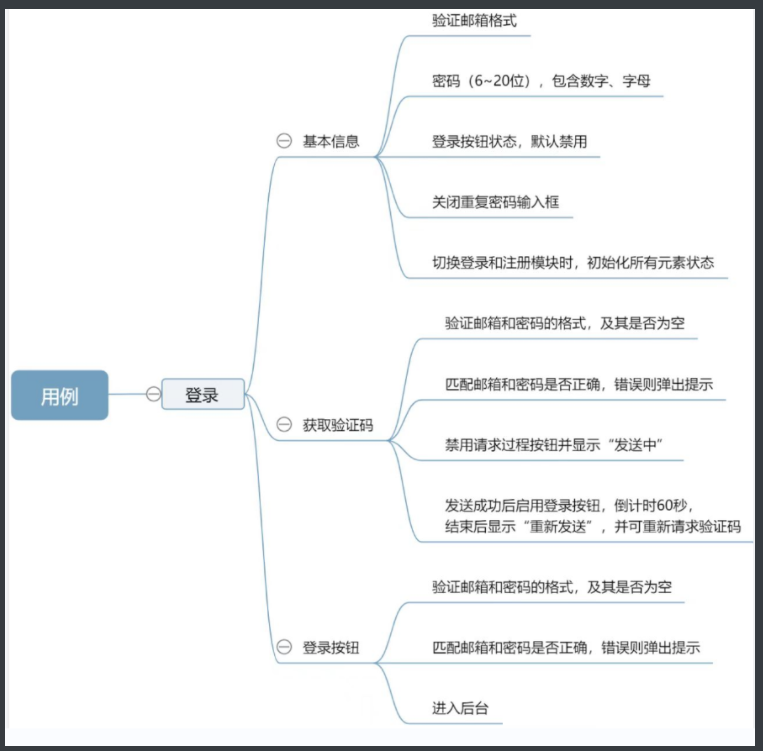 用例
登录
基本信息
验证邮箱格式
密码（6~20位），包含数字、字母
登录按钮状态，默认禁用
关闭重复密码输入框
切换登录和注册模块时，初始化所有元素状态
获取验证码
验证邮箱和密码的格式，及其是否为空
匹配邮箱和密码是否正确，错误则弹出提示
禁用请求过程按钮并显示“发送中”
发送成功后启用登录按钮，倒计时60秒，
结束后显示“重新发送”，并可重新请求验证码
登录按钮
验证邮箱和密码的格式，及其是否为空
匹配邮箱和密码是否正确，错误则弹出提示
进入后台